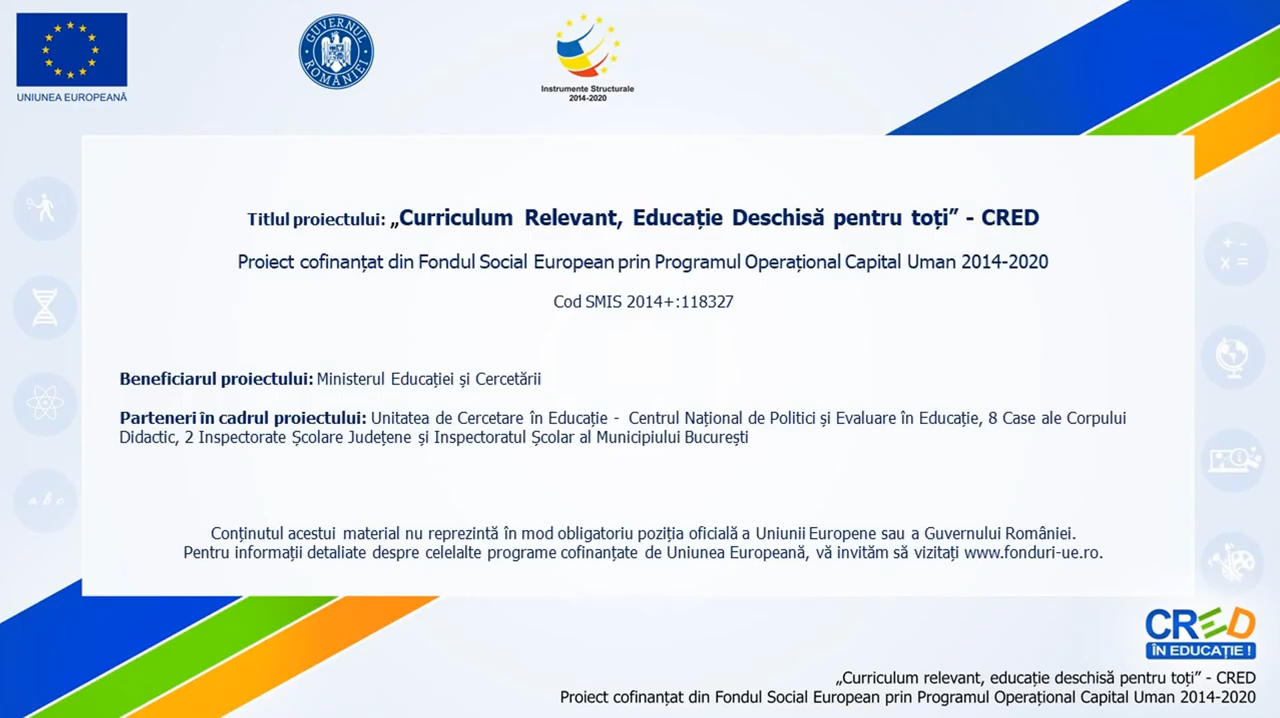 UNIUNEA EUROPEANĂ
GUVERNUL ROMÂNIEI
Instrumente Structurale
2014-2020
Titlul proiectului: „Curriculum Relevant, Educație Deschisă pentru toți” - CRED
Proiect cofinanțat din Fondul Social European prin Programul Operațional Capital Uman 2014-2020
Cod SMIS 2014+:118327
Beneficiarul proiectului: Ministerul Educației și Cercetării
Parteneri în cadrul proiectului: Unitatea de Cercetare în Educație - Centrul Național de Politici și Evaluare în Educație, 8 Case ale Corpului
Didactic, 2 Inspectorate Școlare Județene și Inspectoratul Școlar al Municipiului București
Conținutul acestui material nu reprezintă în mod obligatoriu poziția oficială a Uniunii Europene sau a Guvernului României.
Pentru informații detaliate despre celelalte programe cofinanțate de Uniunea Europeană, vă invităm să vizitați www.fonduri-ue.ro.
+ -
x =
a b c
CRED
ÎN EDUCAȚIE !
„Curriculum relevant, educație deschisă pentru toți” - CRED
Proiect cofinanțat din Fondul Social European prin Programul Operațional Capital Uman 2014-2020